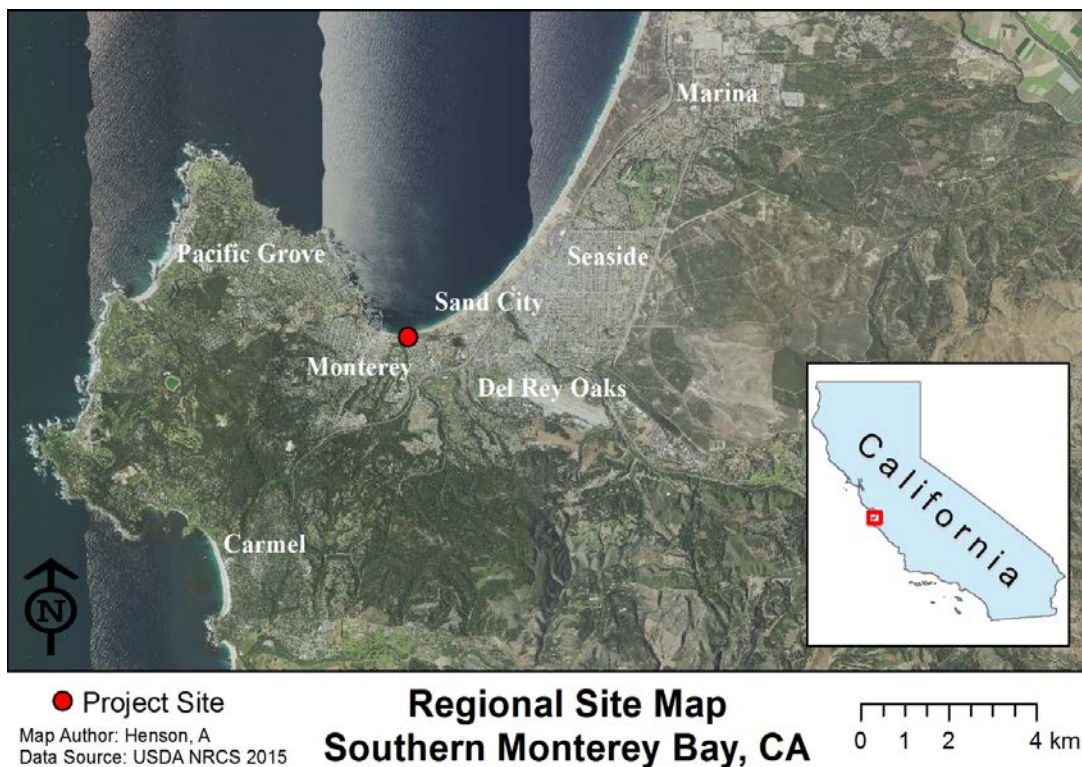 Marina
Pacific Grove
Seaside
Sand City
Monterey
Del Rey Oaks
California
Carmel
N
Project Site
Map Author: Henson, A
Data Source: USDA NRCS 2015
Regional Site Map
Southern Monterey Bay, CA
0 1 2 4 km